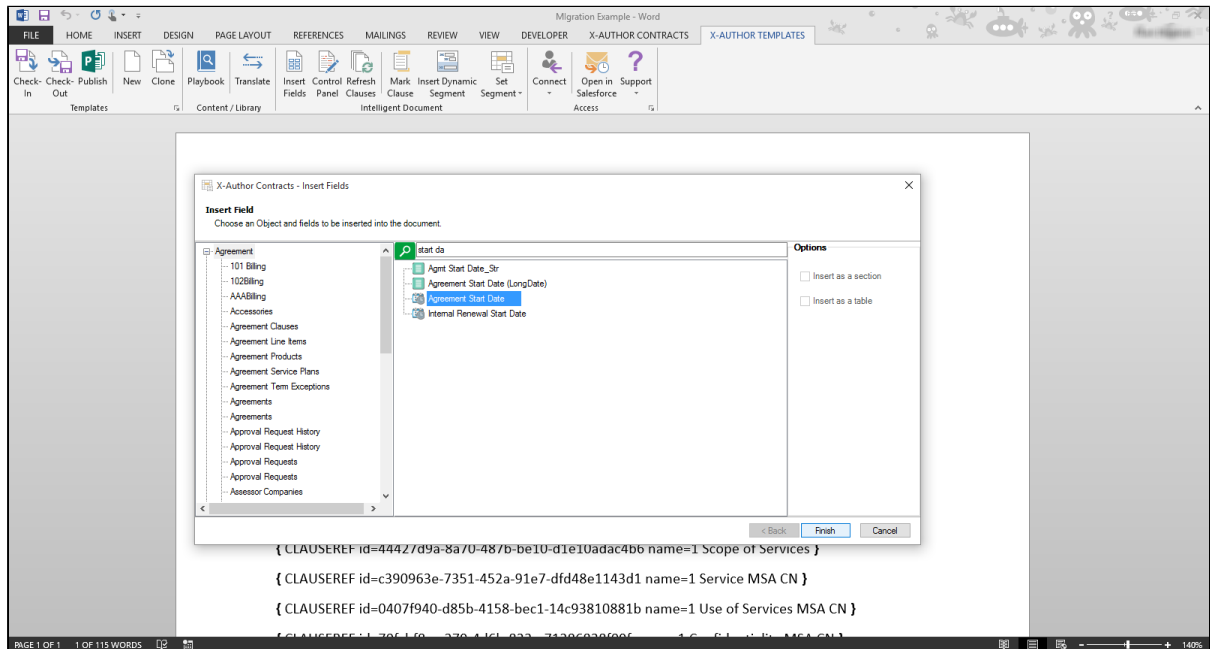 MIgration Example - Word
FILE HOME INSERT DESIGN PAGE LAYOUT REFERENCES MAILINGS REVIEW VIEW DEVELOPER X-AUTHOR CONTRACTS X-AUTHOR TEMPLATES
Check- Check- Publish New Clone Playbook Translate Insert Control Refresh Mark Insert Dynamic Set Connect Open in Support
In Out Fields Panel Clauses Clause Segment Segment Salesforce
Templates Content / Library Intelligent Document Access
X-Author Contracts - Insert Fields
Insert Field
Choose an Object and fields to be inserted into the document.
Agreement start da Options
101 Billing Agmt Start Date_Str
102Billing Agreement Start Date (LongDate) Insert as a section
AAABilling Agreement Start Date Insert as a table
Accessories Internal Renewal Start Date
Agreement Clauses
Agreement Line Items
Agreement Products
Agreement Service Plans
Agreement Term Exceptions
Agreements
Agreements
Approval Request History
Approval Request History
Approval Requests
Approval Requests
Assessor Companies
< Back Finish Cancel
{ CLAUSEREF id=44427d9a-8a70-487b-be10-d1e10adac4b6 name=1 Scope of Services }
{ CLAUSEREF id=c390963e-7351-452a-91e7-dfd48e1143d1 name=1 Service MSA CN }
{ CLAUSEREF id=0407f940-d85b-4158-bec1-14c93810881b name=1 Use of Services MSA CN }
PAGE 1 OF 1 1 OF 115 WORDS 140%